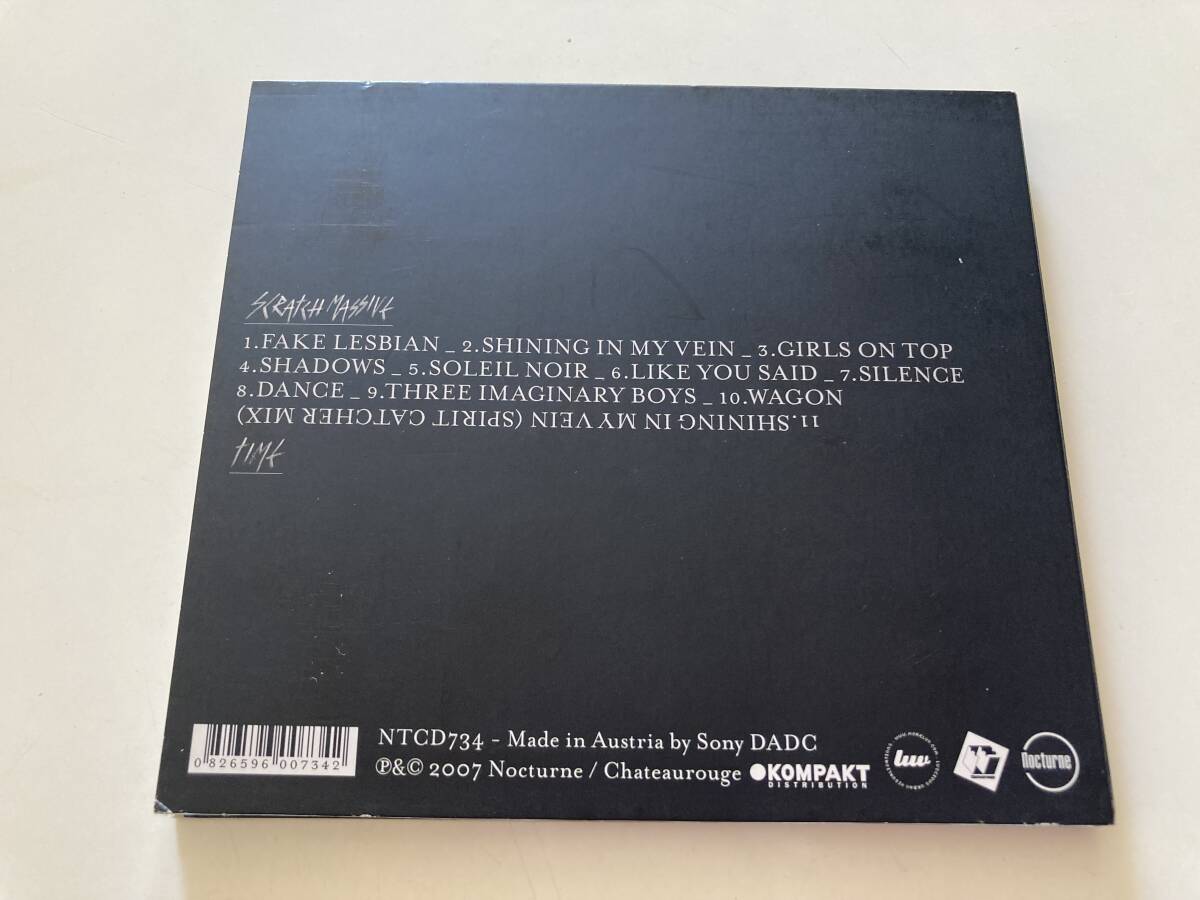 SCRATCH MASSIVE
1.FAKE LESBIAN _ 2.SHINING IN MY VEIN _ 3.GIRLS ON TOP
4.SHADOWS _ 5.SOLEIL NOIR _ 6.LIKE YOU SAID _ 7.SILENCE
8.DANCE _ 9.THREE IMAGINARY BOYS _ 10.WAGON
11.SHINING IN MY VEIN (SPIRIT CATCHER MIX)
TIME
0 826596 007342
NTCD734 - Made in Austria by Sony DADC
℗&© 2007 Nocturne / Chateaurouge
KOMPAKT
DISTRIBUTION
luv
nocturne